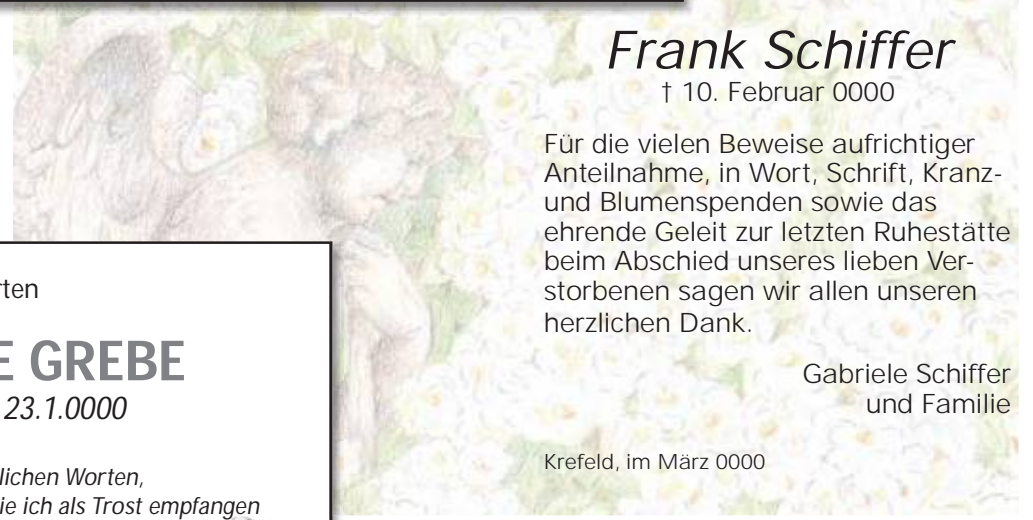 Frank Schiffer
† 10. Februar 0000
Für die vielen Beweise aufrichtiger
Anteilnahme, in Wort, Schrift, Kranz-
und Blumenspenden sowie das
ehrende Geleit zur letzten Ruhestätte
beim Abschied unseres lieben Ver-
storbenen sagen wir allen unseren
herzlichen Dank.
Gabriele Schiffer
und Familie
Krefeld, im März 0000
rten
E GREBE
23.1.0000
lichen Worten,
ie ich als Trost empfangen